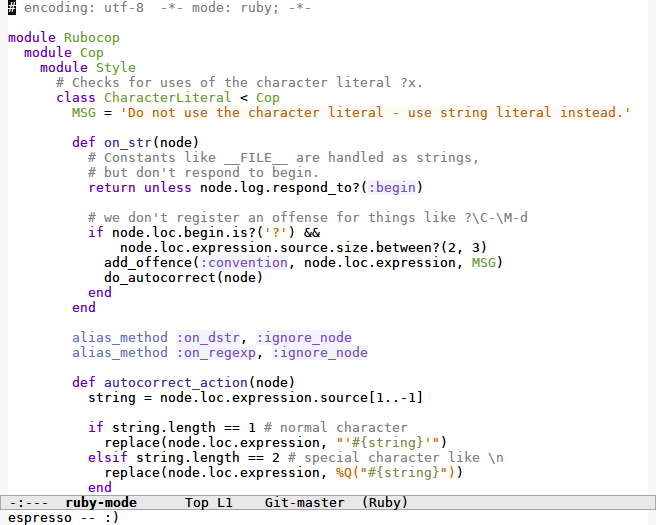 # encoding: utf-8  -*- mode: ruby; -*-

module Rubocop
  module Cop
    module Style
      # Checks for uses of the character literal ?x.
      class CharacterLiteral < Cop
        MSG = 'Do not use the character literal - use string literal instead.'

        def on_str(node)
          # Constants like __FILE__ are handled as strings,
          # but don't respond to begin.
          return unless node.log.respond_to?(:begin)

          # we don't register an offense for things like ?\C-\M-d
          if node.loc.begin.is?('?') &&
              node.loc.expression.source.size.between?(2, 3)
            add_offence(:convention, node.loc.expression, MSG)
            do_autocorrect(node)
          end
        end

        alias_method :on_dstr, :ignore_node
        alias_method :on_regexp, :ignore_node

        def autocorrect_action(node)
          string = node.loc.expression.source[1..-1]

          if string.length == 1 # normal character
            replace(node.loc.expression, "'#{string}'")
          elsif string.length == 2 # special character like \n
            replace(node.loc.expression, %Q("#{string}"))
          end
-:---  ruby-mode      Top L1    Git-master  (Ruby)
espresso -- :)